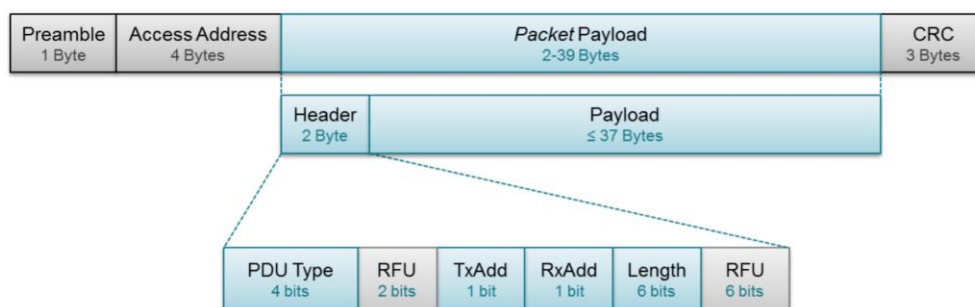 Preamble
1 Byte
Access Address
4 Bytes
Packet Payload
2-39 Bytes
CRC
3 Bytes
Header
2 Byte
Payload
≤ 37 Bytes
PDU Type
4 bits
RFU
2 bits
TxAdd
1 bit
RxAdd
1 bit
Length
6 bits
RFU
6 bits